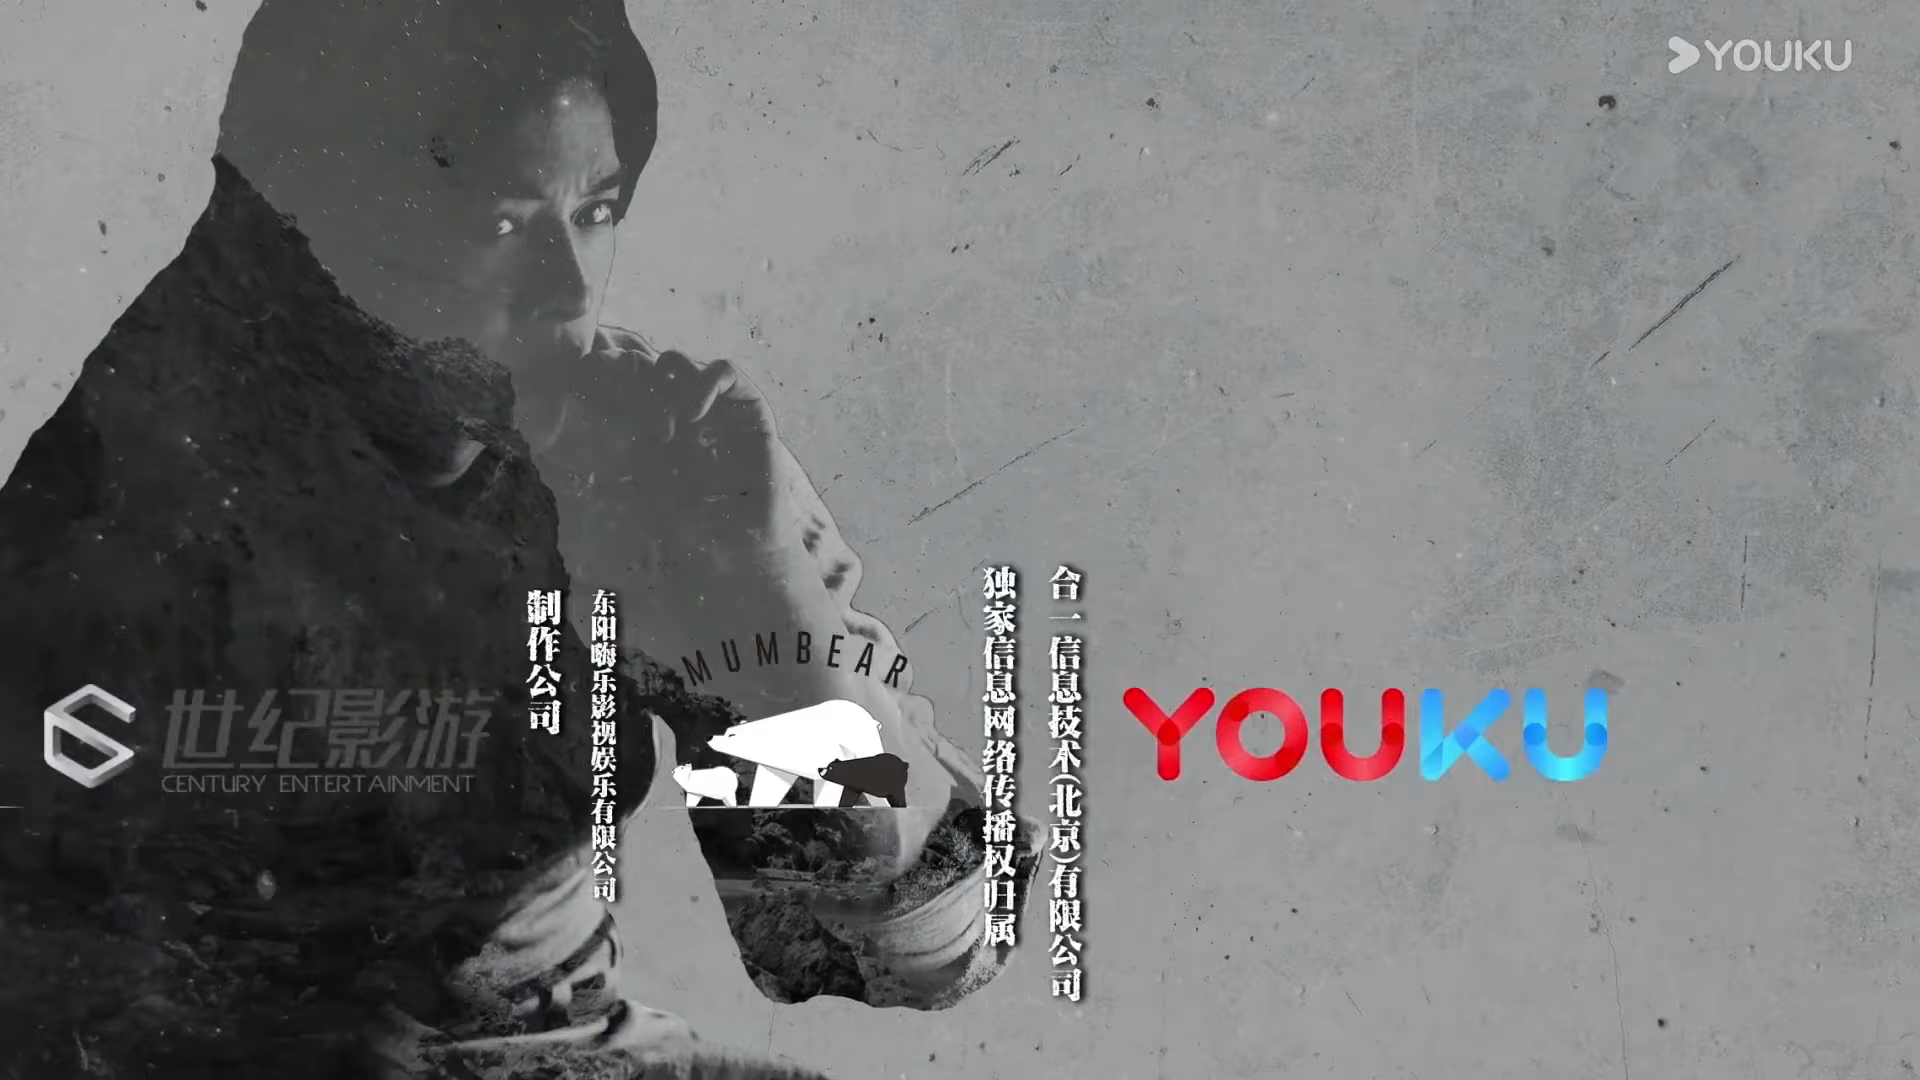 YOUKU
世纪影游
CENTURY ENTERTAINMENT
制作公司
东阳嗨乐影视娱乐有限公司
MUMBEAR
独家信息网络传播权归属
合一信息技术(北京)有限公司
YOUKU